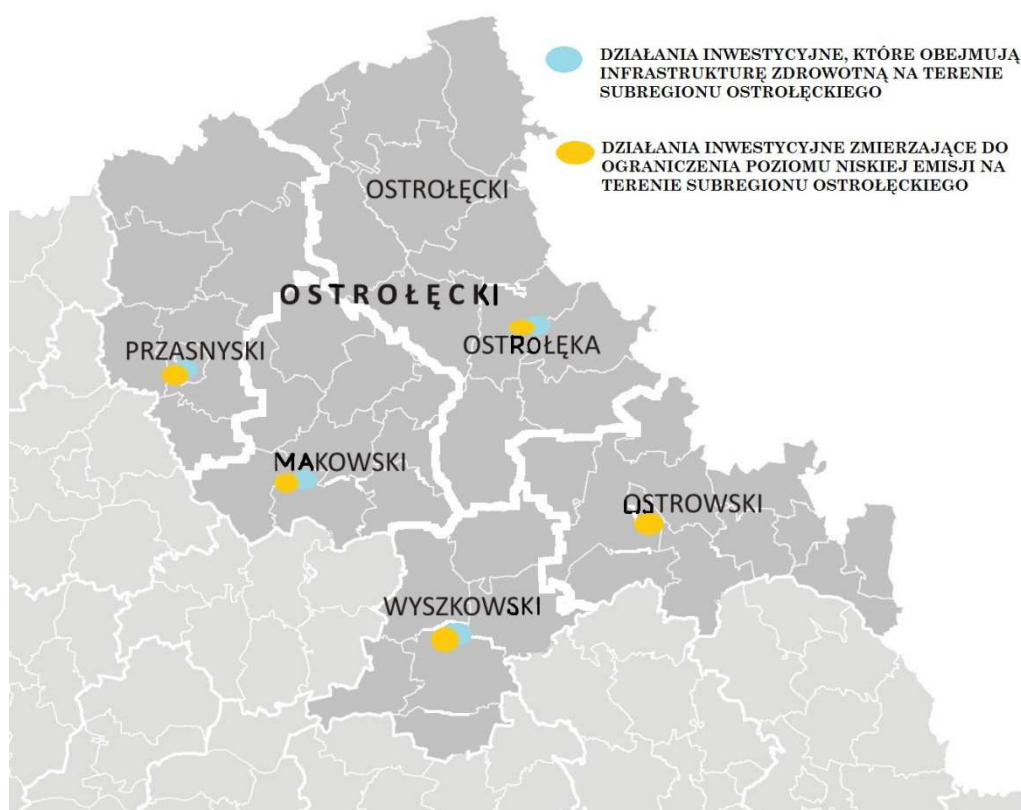 DZIAŁANIA INWESTYCYJNE, KTÓRE OBEJMUJĄ
INFRASTRUKTURĘ ZDROWOTNĄ NA TERENIE
SUBREGIONU OSTROŁĘCKIEGO
DZIAŁANIA INWESTYCYJNE ZMIERZAJĄCE DO
OGRANICZENIA POZIOMU NISKIEJ EMISJI NA
TERENIE SUBREGIONU OSTROŁĘCKIEGO
OSTROŁĘCKI
OSTROŁĘCKI
PRZASNYSKI
OSTROŁĘKA
MAKOWSKI
OSTROWSKI
WYSZKOWSKI